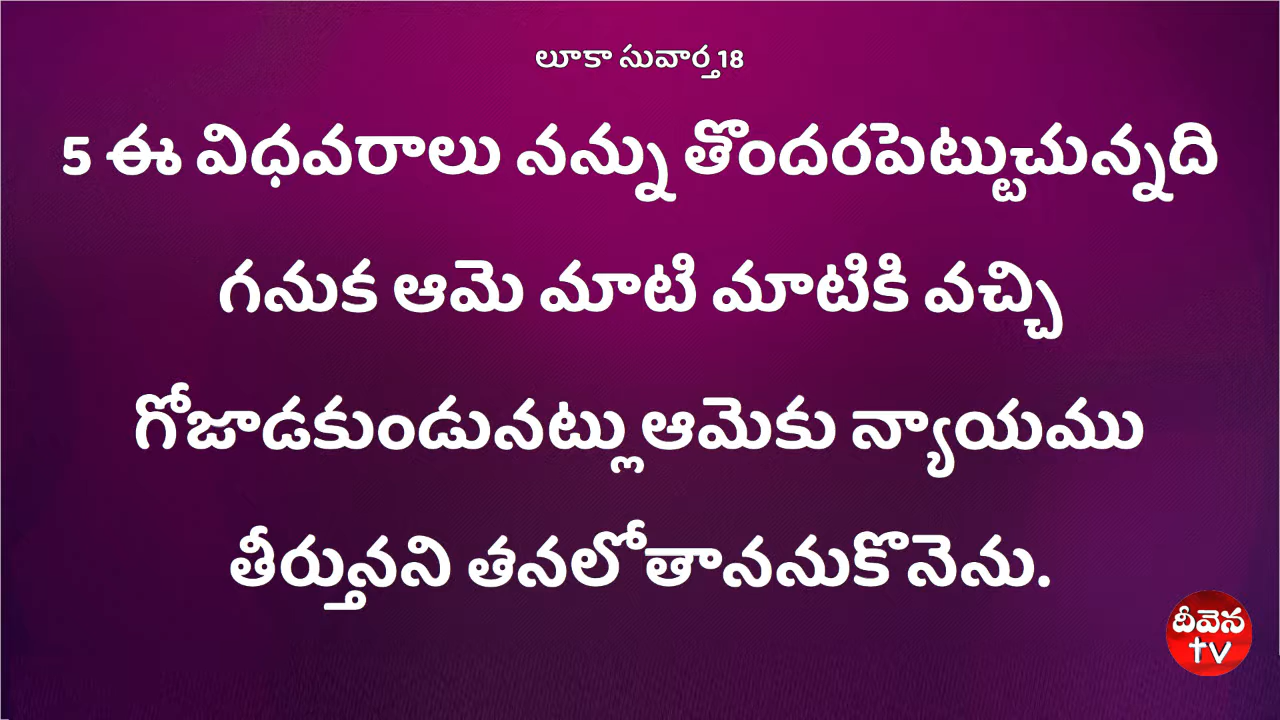 లూకా సువార్త 18
5 ఈ విధవరాలు నన్ను తొందరపెట్టుచున్నది
గనుక ఆమె మాటి మాటికి వచ్చి
గోజాడకుండునట్లు ఆమెకు న్యాయము
తీర్తునని తనలోతాననుకొనెను.
దీవెన
tv